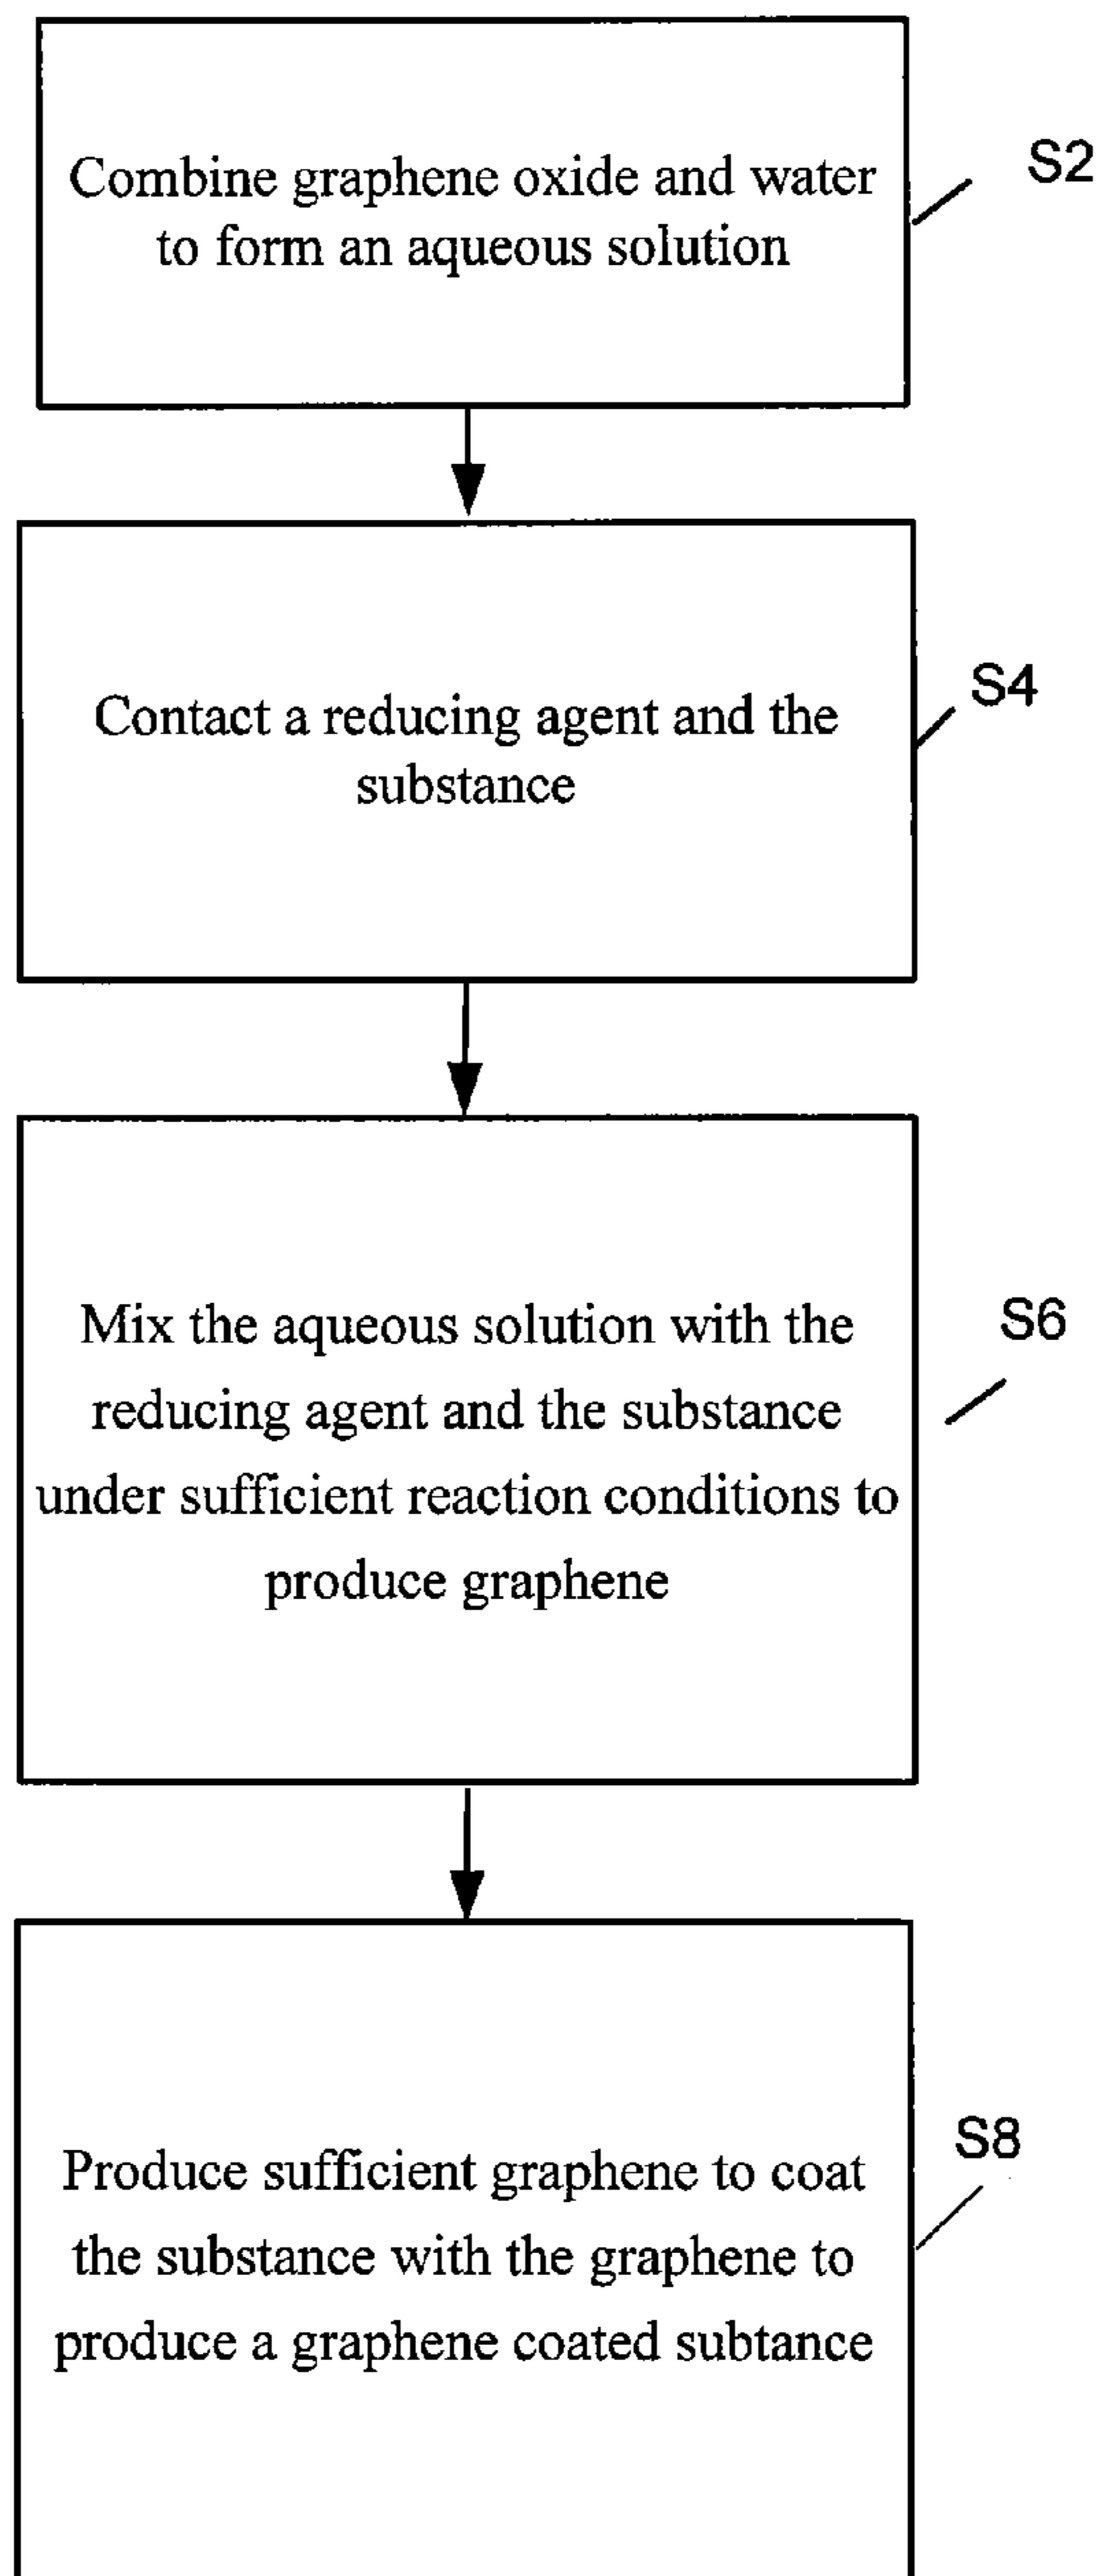 Combine graphene oxide and water
to form an aqueous solution
S2
Contact a reducing agent and the
substance
S4
Mix the aqueous solution with the
reducing agent and the substance
under sufficient reaction conditions to
produce graphene
S6
Produce sufficient graphene to coat
the substance with the graphene to
produce a graphene coated subtance
S8